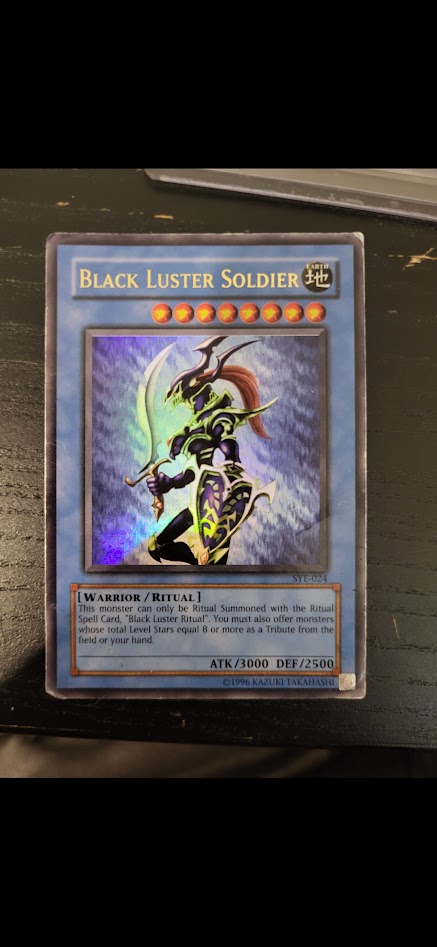 BLACK LUSTER SOLDIER
EARTH
地
SYE-024
[WARRIOR / RITUAL]
This monster can only be Ritual Summoned with the Ritual
Spell Card, "Black Luster Ritual". You must also offer monsters
whose total Level Stars equal 8 or more as a Tribute from the
field or your hand.
ATK/3000 DEF/2500
©1996 KAZUKI TAKAHASHI